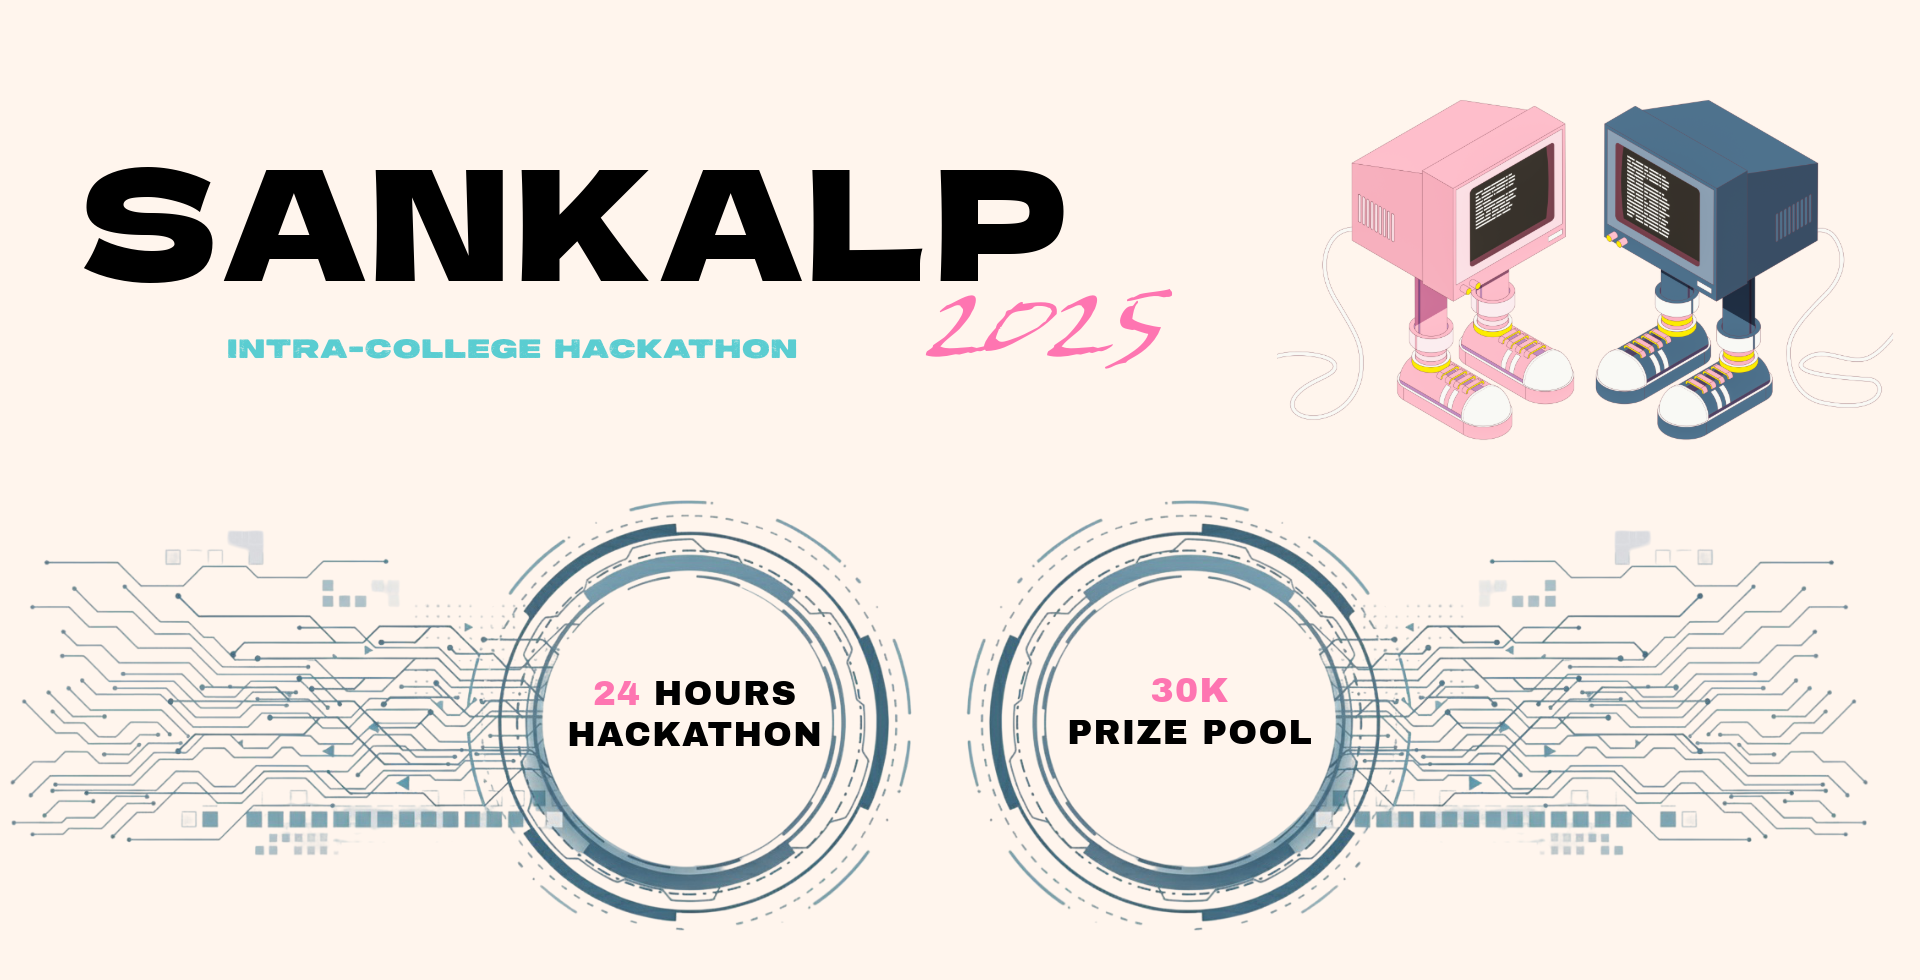 SANKALP
2025
INTRA-COLLEGE HACKATHON
24 HOURS
HACKATHON
30K
PRIZE POOL